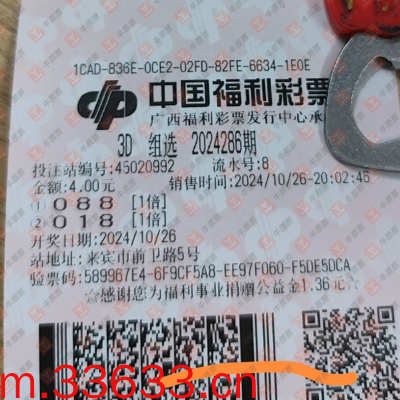 1CAD-836E-0CE2-02FD-82FE-6634-1E0E
中国福利彩票
广西福利彩票发行中心承
3D 组选 2024286期
投注站编号:45020992 流水号:8
金额:4.00元 销售时间:2024/10/26-20:02:46
① 088 [1倍]
② 018 [1倍]
开奖日期:2024/10/26
站地址:来宾市前卫路5号
验票码:589967E4-6F9CF5A8-EE97F060-F5DE5DCA
☆感谢您为福利事业捐赠公益金1.36元☆
m.33633.cn